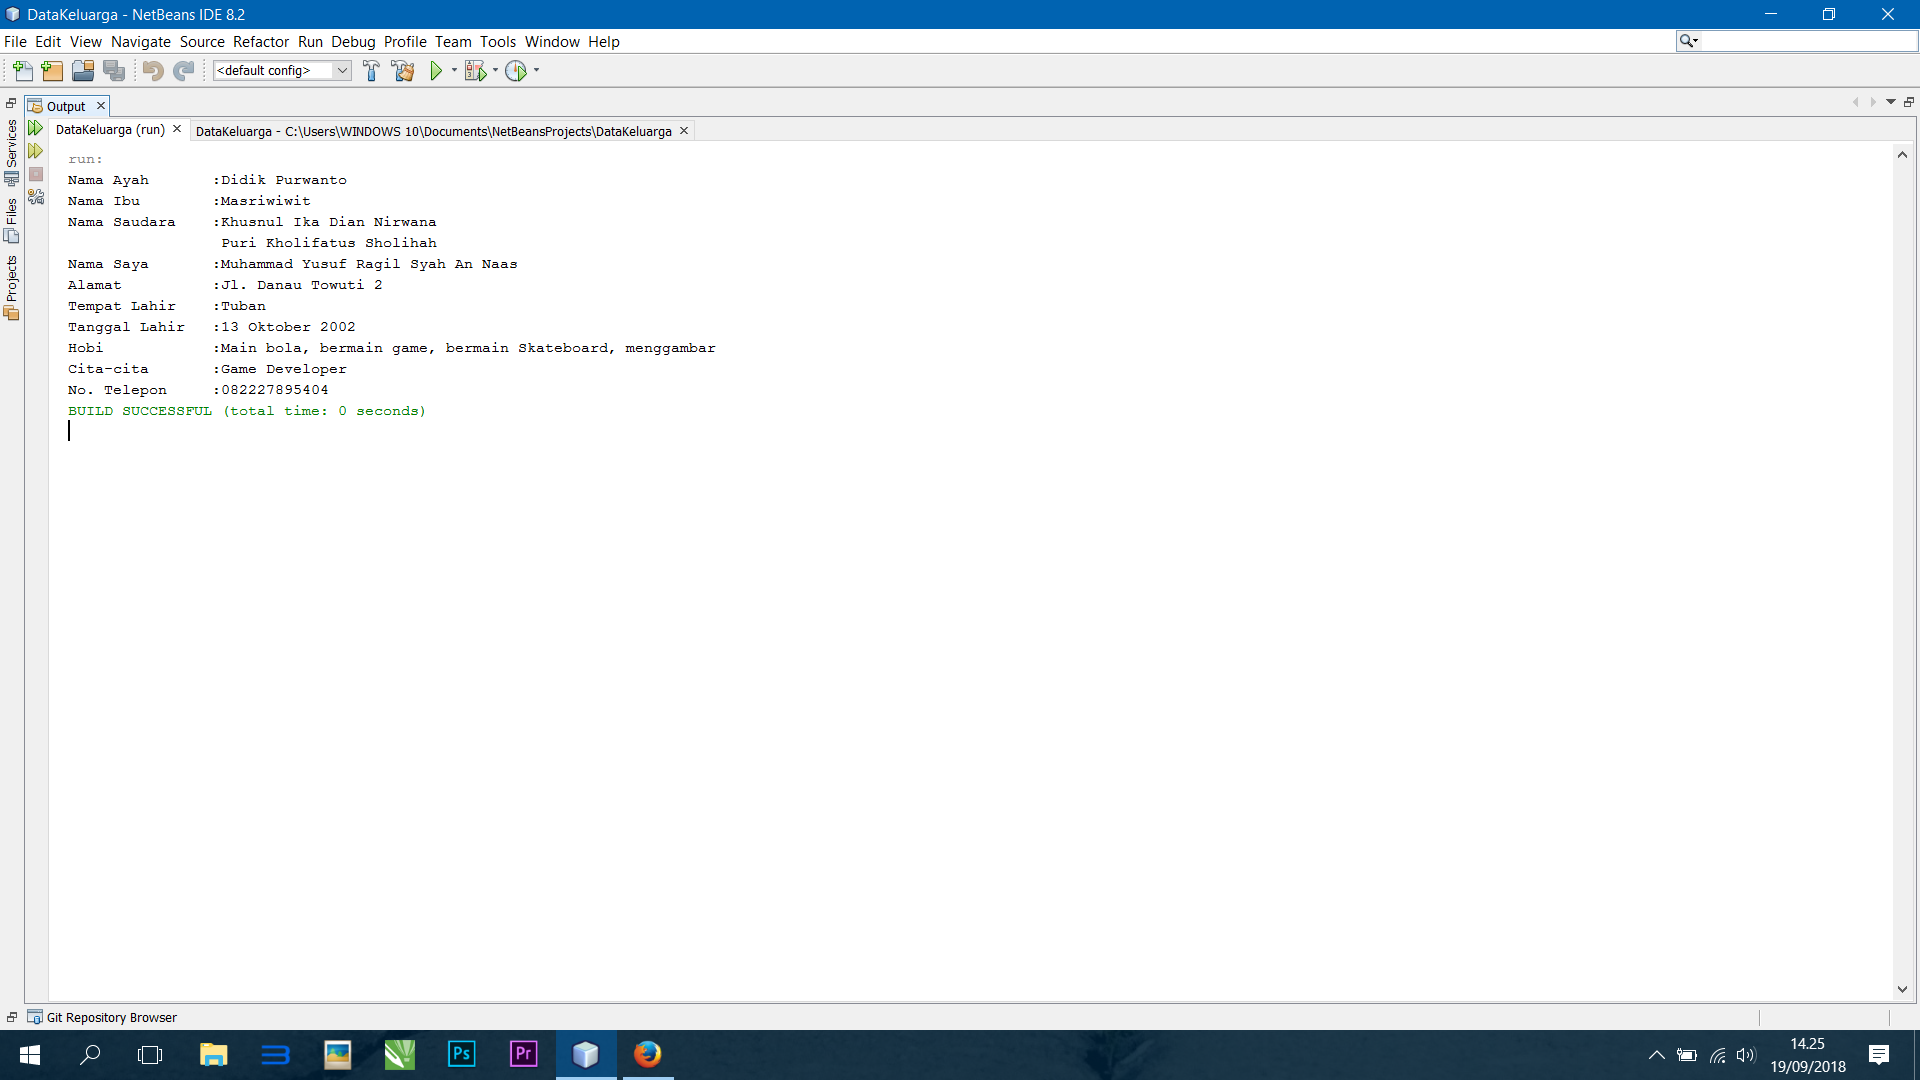 DataKeluarga - NetBeans IDE 8.2
File Edit View Navigate Source Refactor Run Debug Profile Team Tools Window Help
<default config>
Output
Services
Files
Projects
DataKeluarga (run)
DataKeluarga - C:\Users\WINDOWS 10\Documents\NetBeansProjects\DataKeluarga
run:
Nama Ayah :Didik Purwanto
Nama Ibu :Masriwiwit
Nama Saudara :Khusnul Ika Dian Nirwana
Puri Kholifatus Sholihah
Nama Saya :Muhammad Yusuf Ragil Syah An Naas
Alamat :Jl. Danau Towuti 2
Tempat Lahir :Tuban
Tanggal Lahir :13 Oktober 2002
Hobi :Main bola, bermain game, bermain Skateboard, menggambar
Cita-cita :Game Developer
No. Telepon :082227895404
BUILD SUCCESSFUL (total time: 0 seconds)
Git Repository Browser
Ps
Pr
14.25
19/09/2018